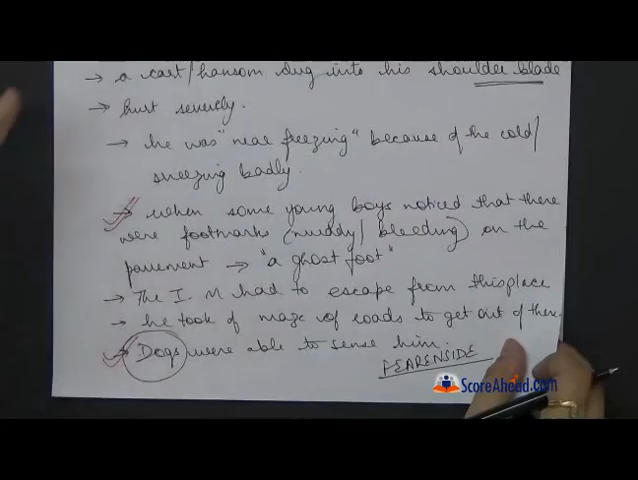 → a cart/hansom dug into his shoulder blade
→ hurt severely.
→ he was "near freezing" because of the cold/
sneezing badly.
→ when some young boys noticed that there
were footmarks (muddy/bleeding) on the
pavement → "a ghost foot"
→ The I. M had to escape from this place
→ he took of maze of roads to get out of there.
→ Dogs were able to sense him.
FEARENSIDE
ScoreAhead.com